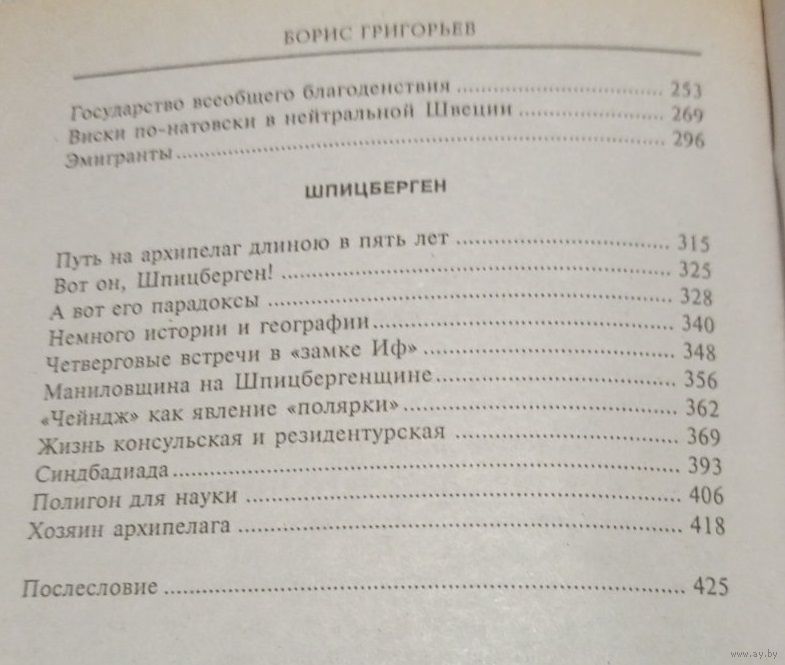 БОРИС ГРИГОРЬЕВ
Государство всеобщего благоденствия ........ 253
Виски по-натовски в нейтральной Швеции ........ 269
Эмигранты ........ 296
ШПИЦБЕРГЕН
Путь на архипелаг длиною в пять лет ........ 315
Вот он, Шпицберген! ........ 325
А вот его парадоксы ........ 328
Немного истории и географии ........ 340
Четверговые встречи в «замке Иф» ........ 348
Маниловщина на Шпицбергенщине ........ 356
«Чейндж» как явление «полярки» ........ 362
Жизнь консульская и резидентурская ........ 369
Синдбадиада ........ 393
Полигон для науки ........ 406
Хозяин архипелага ........ 418
Послесловие ........ 425
www.ay.by